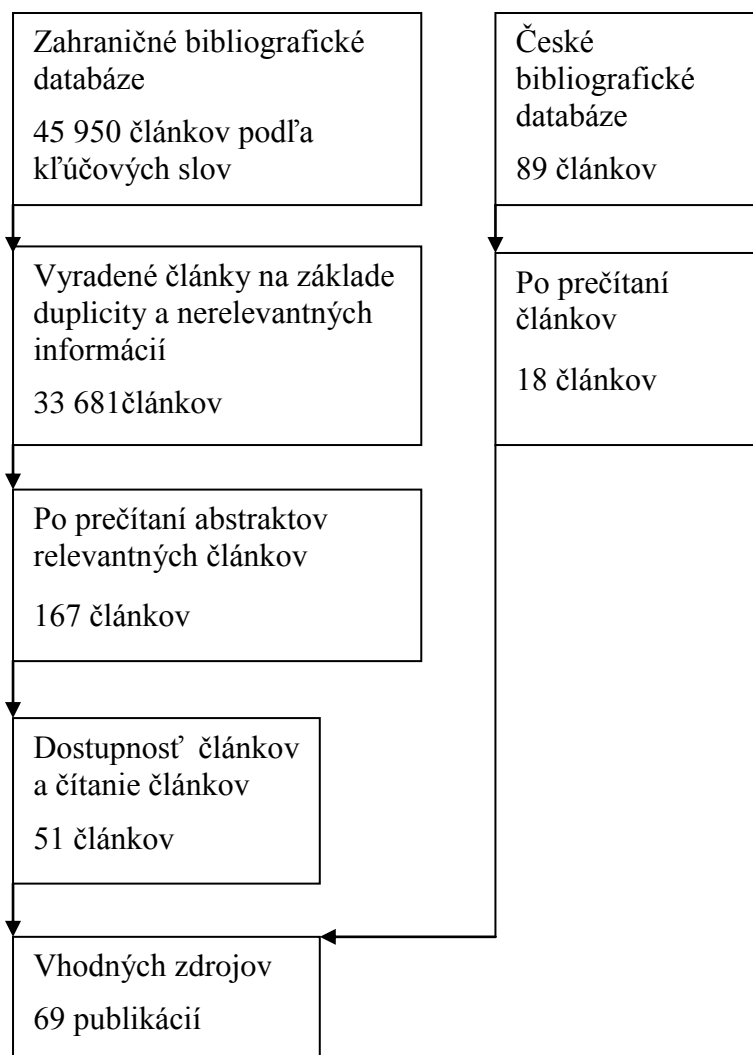 Zahraničné bibliografické
databáze
45 950 článkov podľa
kľúčových slov
České
bibliografické
databáze
89 článkov
Vyradené články na základe
duplicity a nerelevantných
informácií
33 681článkov
Po prečítaní
článkov
18 článkov
Po prečítaní abstraktov
relevantných článkov
167 článkov
Dostupnosť článkov
a čítanie článkov
51 článkov
Vhodných zdrojov
69 publikácií